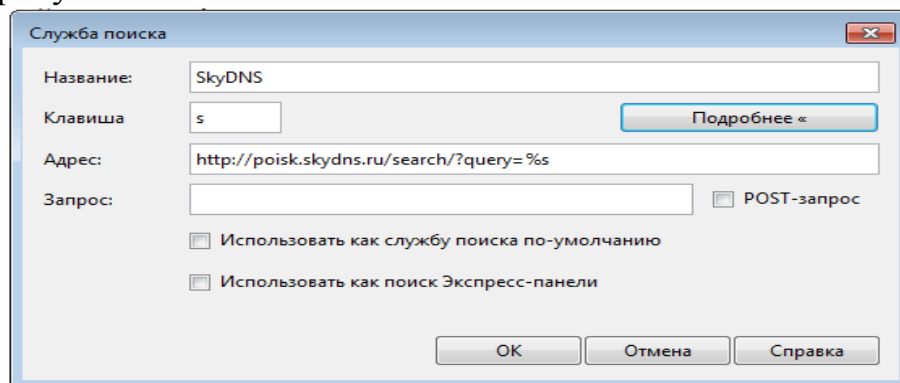 Служба поиска
Название: SkyDNS
Клавиша s Подробнее «
Адрес: http://poisk.skydns.ru/search/?query=%s
Запрос: POST-запрос
Использовать как службу поиска по-умолчанию
Использовать как поиск Экспресс-панели
ОК Отмена Справка